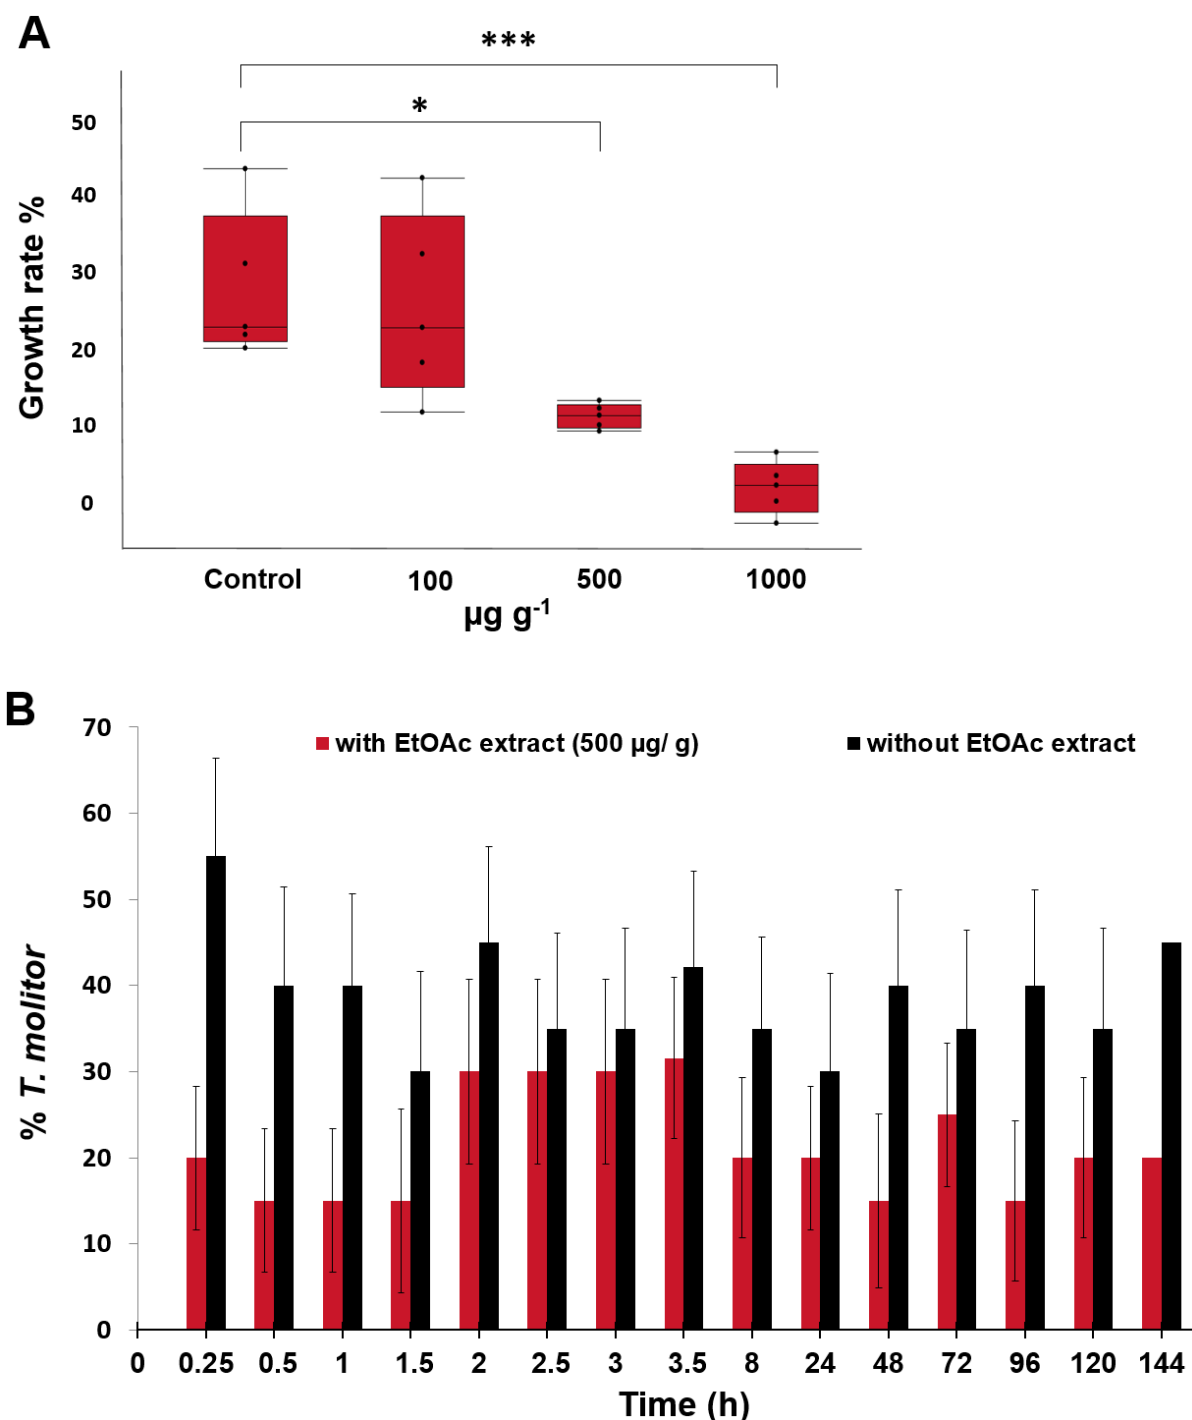 A
***
*
50
40
30
20
10
0
Growth rate %
Control 100 500 1000
µg g-1
B
70
60
50
40
30
20
10
0
% T. molitor
with EtOAc extract (500 µg/ g) without EtOAc extract
0 0.25 0.5 1 1.5 2 2.5 3 3.5 8 24 48 72 96 120 144
Time (h)